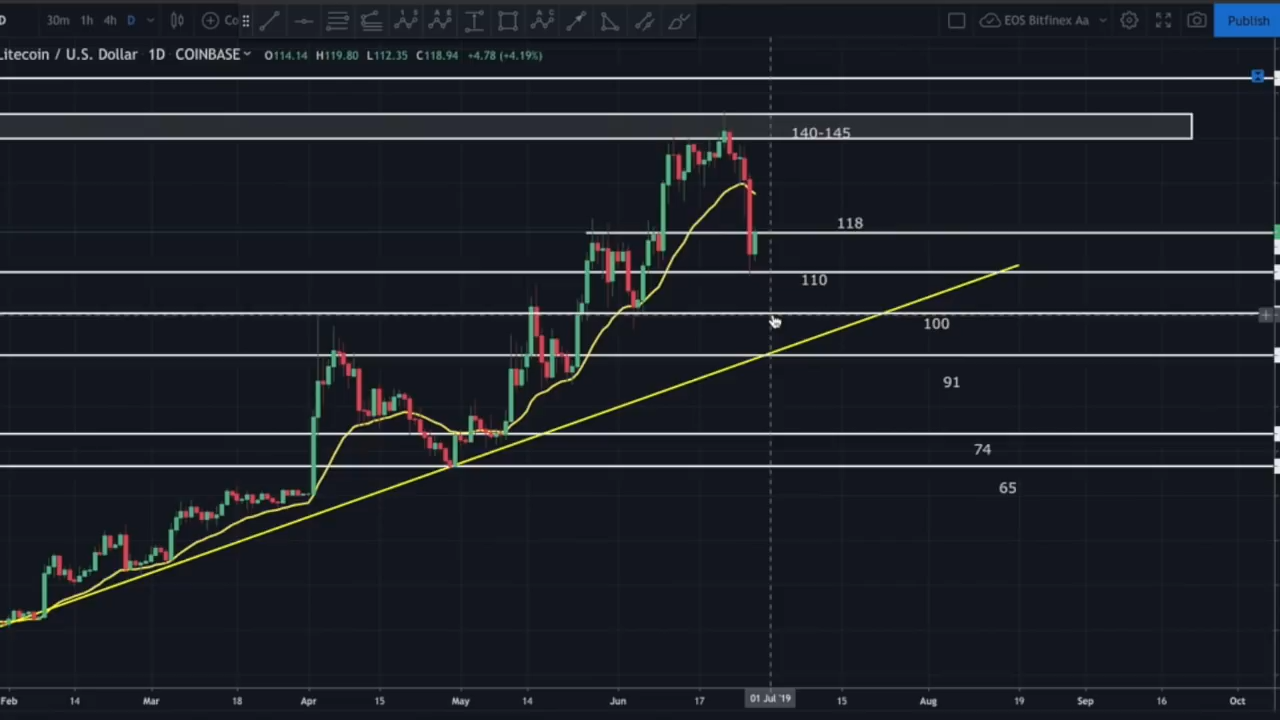 D 30m 1h 4h D Co EOS Bitfinex Aa Publish
Litecoin / U.S. Dollar 1D COINBASE O114.14 H119.80 L112.35 C118.94 +4.78 (+4.19%)
140-145
118
110
100
91
74
65
Feb 14 Mar 18 Apr 15 May 14 Jun 17 01 Jul '19 15 Aug 19 Sep 16 Oct